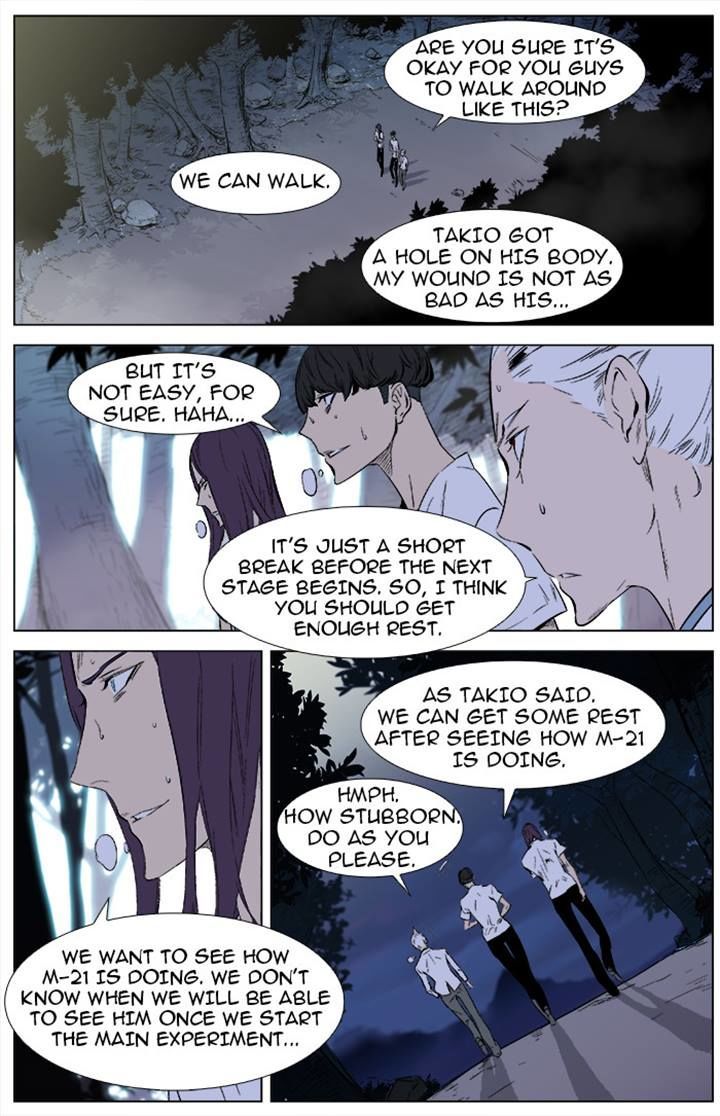 ARE YOU SURE IT'S
OKAY FOR YOU GUYS
TO WALK AROUND
LIKE THIS?
WE CAN WALK.
TAKIO GOT
A HOLE ON HIS BODY.
MY WOUND IS NOT AS
BAD AS HIS...
BUT IT'S
NOT EASY, FOR
SURE. HAHA...
IT'S JUST A SHORT
BREAK BEFORE THE NEXT
STAGE BEGINS. SO, I THINK
YOU SHOULD GET
ENOUGH REST.
WE WANT TO SEE HOW
M-21 IS DOING. WE DON'T
KNOW WHEN WE WILL BE ABLE
TO SEE HIM ONCE WE START
THE MAIN EXPERIMENT...
AS TAKIO SAID.
WE CAN GET SOME REST
AFTER SEEING HOW M-21
IS DOING.
HMPH.
HOW STUBBORN.
DO AS YOU
PLEASE.